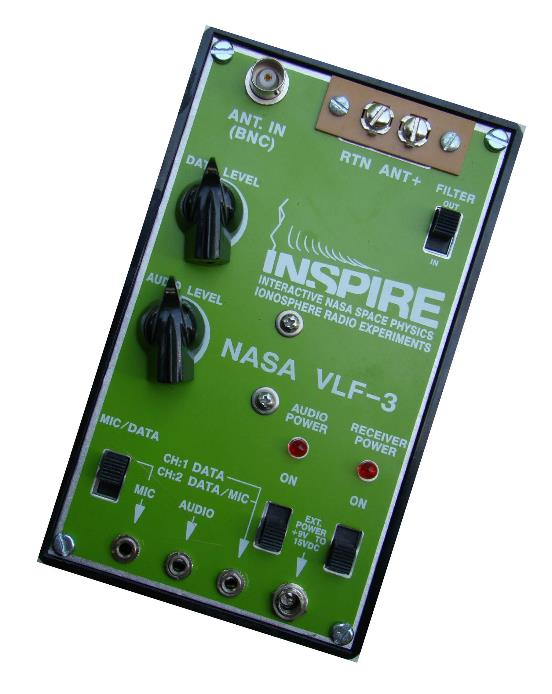 ANT. IN
(BNC)
RTN ANT+
DATA LEVEL
FILTER
OUT
IN
INSPIRE
INTERACTIVE NASA SPACE PHYSICS
IONOSPHERE RADIO EXPERIMENTS
AUDIO LEVEL
NASA VLF-3
AUDIO
POWER
RECEIVER
POWER
ON
ON
MIC/DATA
CH:1 DATA
CH:2 DATA/MIC
MIC
AUDIO
EXT.
POWER
+9V TO
15VDC